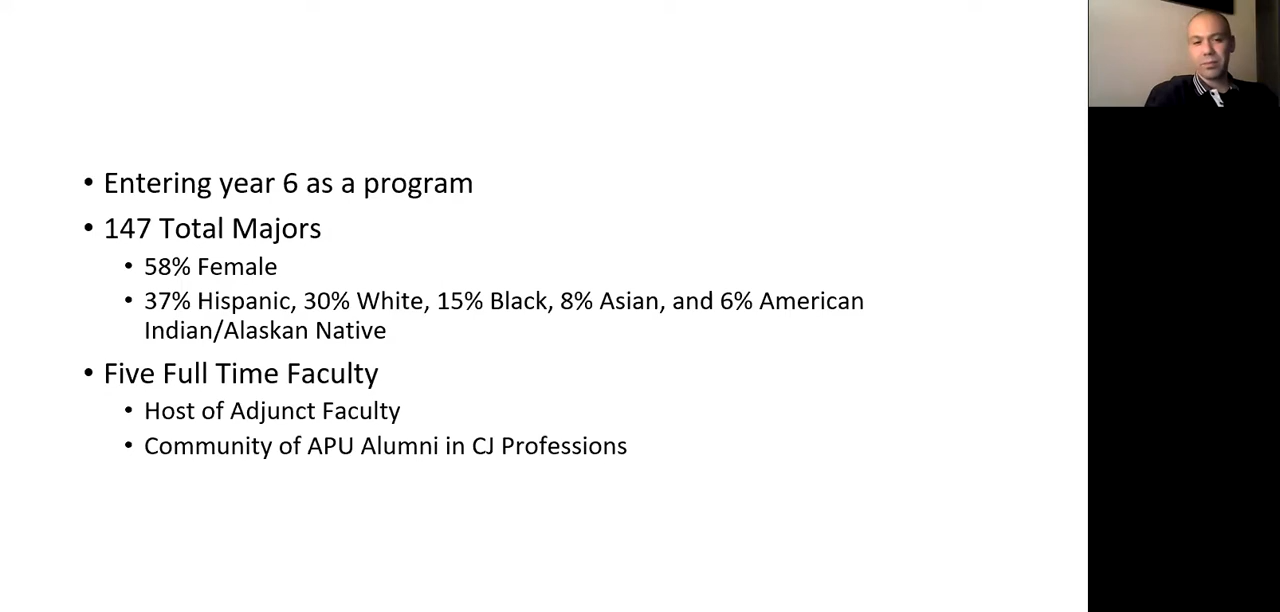 • Entering year 6 as a program
• 147 Total Majors
• 58% Female
• 37% Hispanic, 30% White, 15% Black, 8% Asian, and 6% American
Indian/Alaskan Native
• Five Full Time Faculty
• Host of Adjunct Faculty
• Community of APU Alumni in CJ Professions